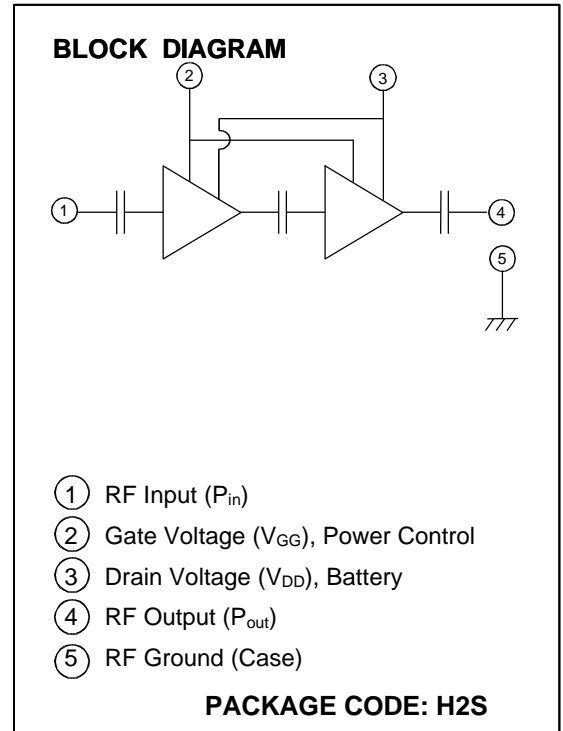 BLOCK DIAGRAM
2
3
1
4
5
1 RF Input (Pin)
2 Gate Voltage (VGG), Power Control
3 Drain Voltage (VDD), Battery
4 RF Output (Pout)
5 RF Ground (Case)
PACKAGE CODE: H2S